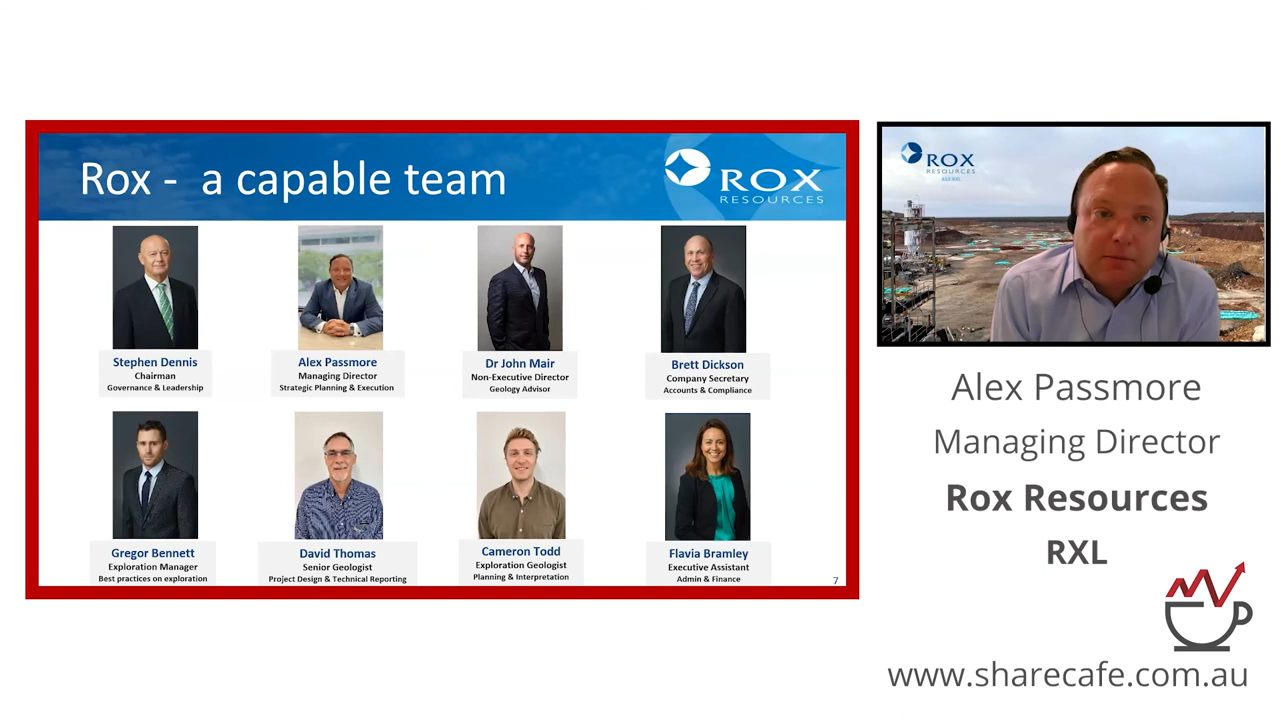 Rox - a capable team
ROX
RESOURCES
Stephen Dennis
Chairman
Governance & Leadership
Alex Passmore
Managing Director
Strategic Planning & Execution
Dr John Mair
Non-Executive Director
Geology Advisor
Brett Dickson
Company Secretary
Accounts & Compliance
Gregor Bennett
Exploration Manager
Best practices on exploration
David Thomas
Senior Geologist
Project Design & Technical Reporting
Cameron Todd
Exploration Geologist
Planning & Interpretation
Flavia Bramley
Executive Assistant
Admin & Finance
7
ROX
RESOURCES
Alex Passmore
Managing Director
Rox Resources
RXL
www.sharecafe.com.au